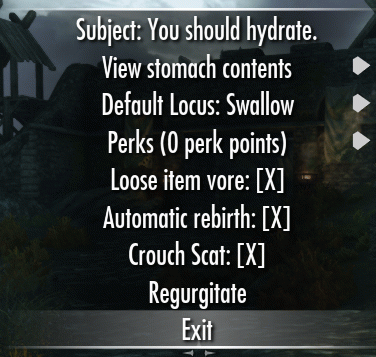 Subject: You should hydrate.
View stomach contents
Default Locus: Swallow
Perks (0 perk points)
Loose item vore: [X]
Automatic rebirth: [X]
Crouch Scat: [X]
Regurgitate
Exit